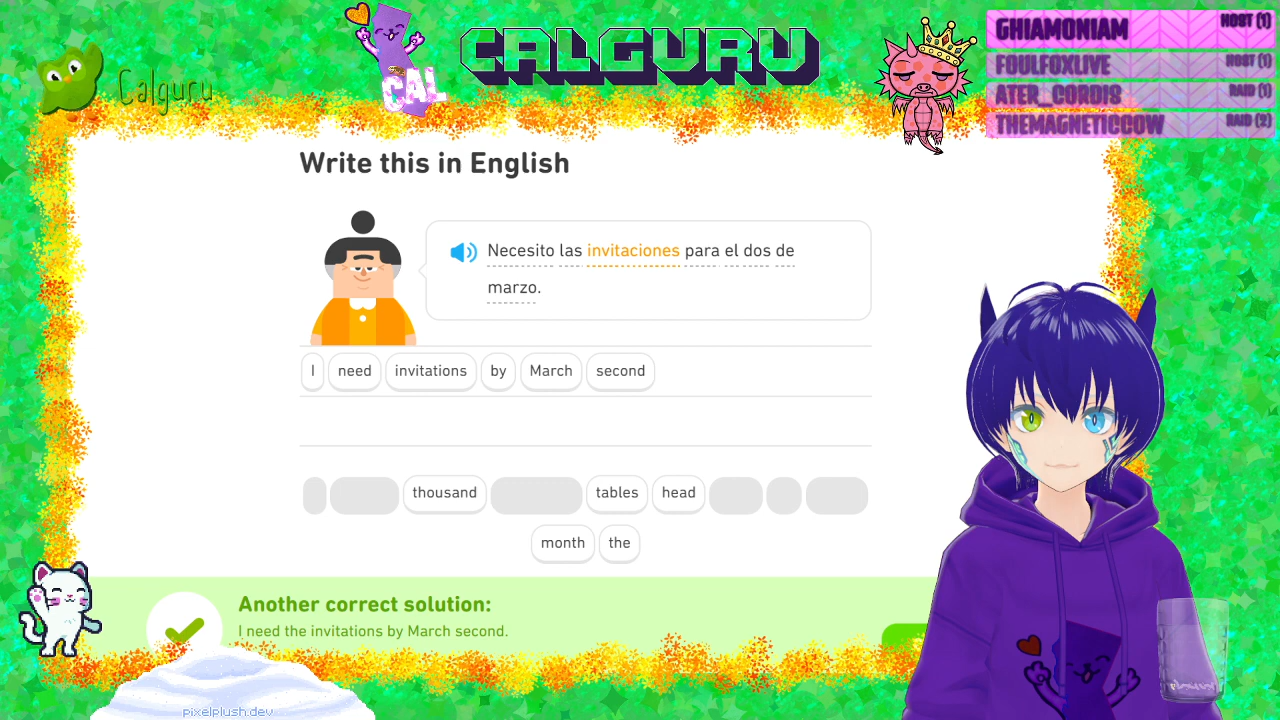 Calguru
CAL
CALGURU
GHIAMONIAM HOST (1)
FOULFOXLIVE HOST (1)
ATER_CORDIS RAID (1)
THEMAGNETICCOW RAID (2)
Write this in English
Necesito las invitaciones para el dos de
marzo.
I need invitations by March second
thousand tables head
month the
Another correct solution:
I need the invitations by March second.
pixelplush.dev